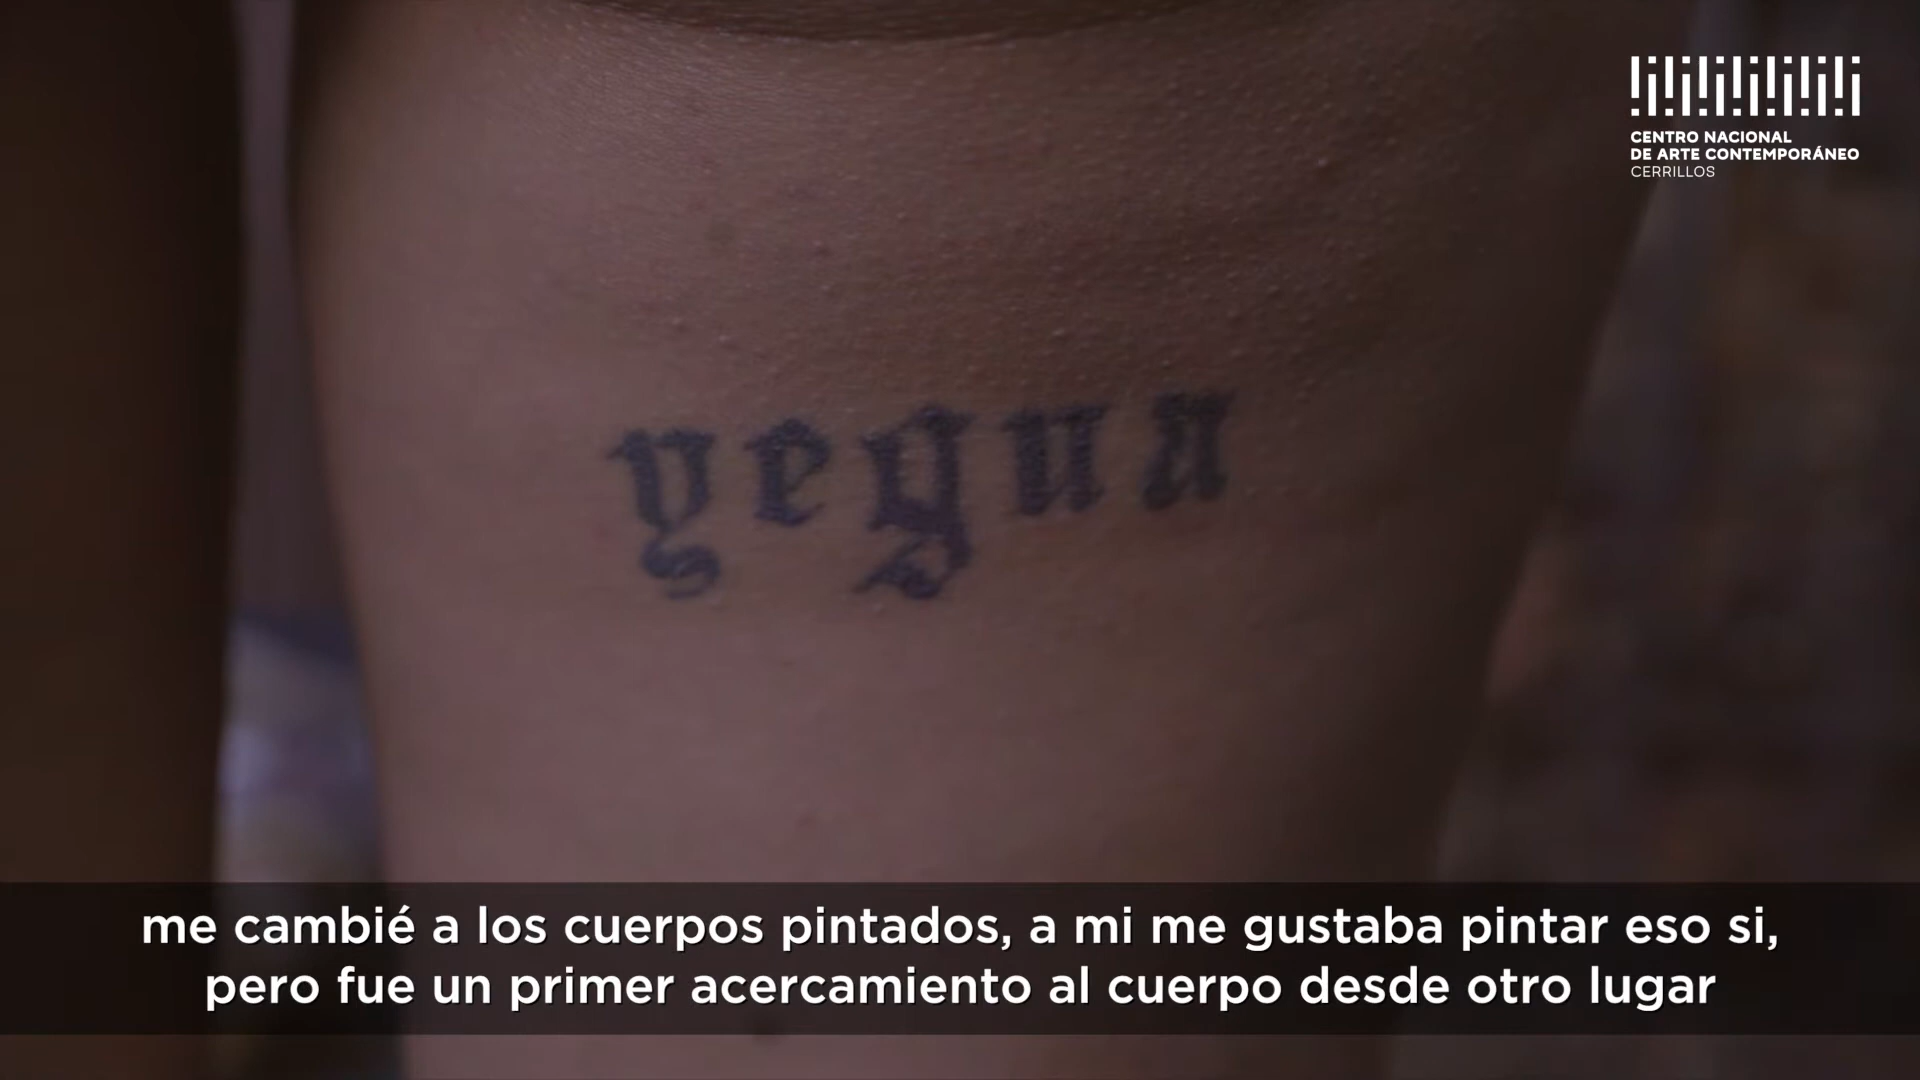 CENTRO NACIONAL
DE ARTE CONTEMPORÁNEO
CERRILLOS
yegua
me cambié a los cuerpos pintados, a mi me gustaba pintar eso si,
pero fue un primer acercamiento al cuerpo desde otro lugar